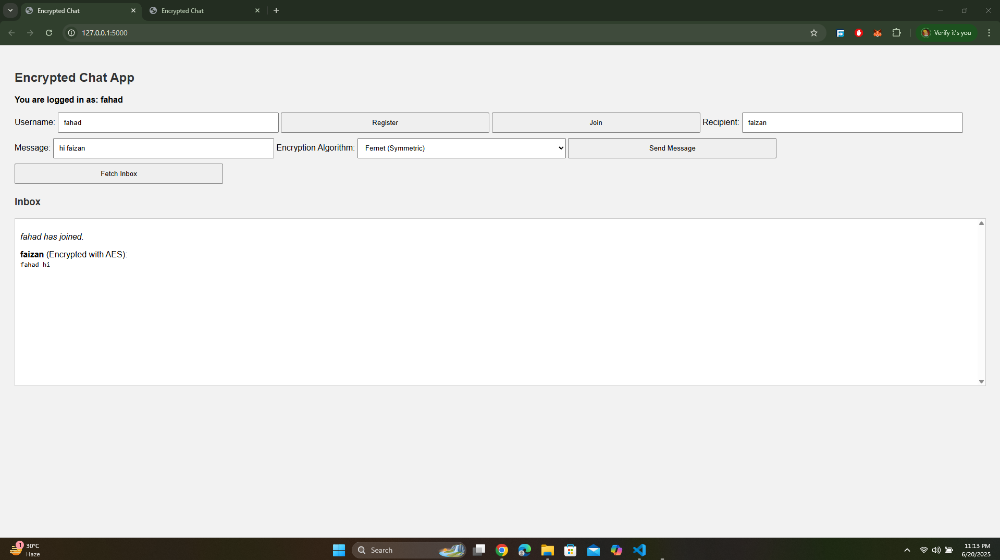 Encrypted Chat
Encrypted Chat
127.0.0.1:5000
Verify it's you
Encrypted Chat App
You are logged in as: fahad
Username: fahad Register Join Recipient: faizan
Message: hi faizan Encryption Algorithm: Fernet (Symmetric) Send Message
Fetch Inbox
Inbox
fahad has joined.
faizan (Encrypted with AES):
fahad hi
1
30°C
Haze
Search
11:13 PM
6/20/2025